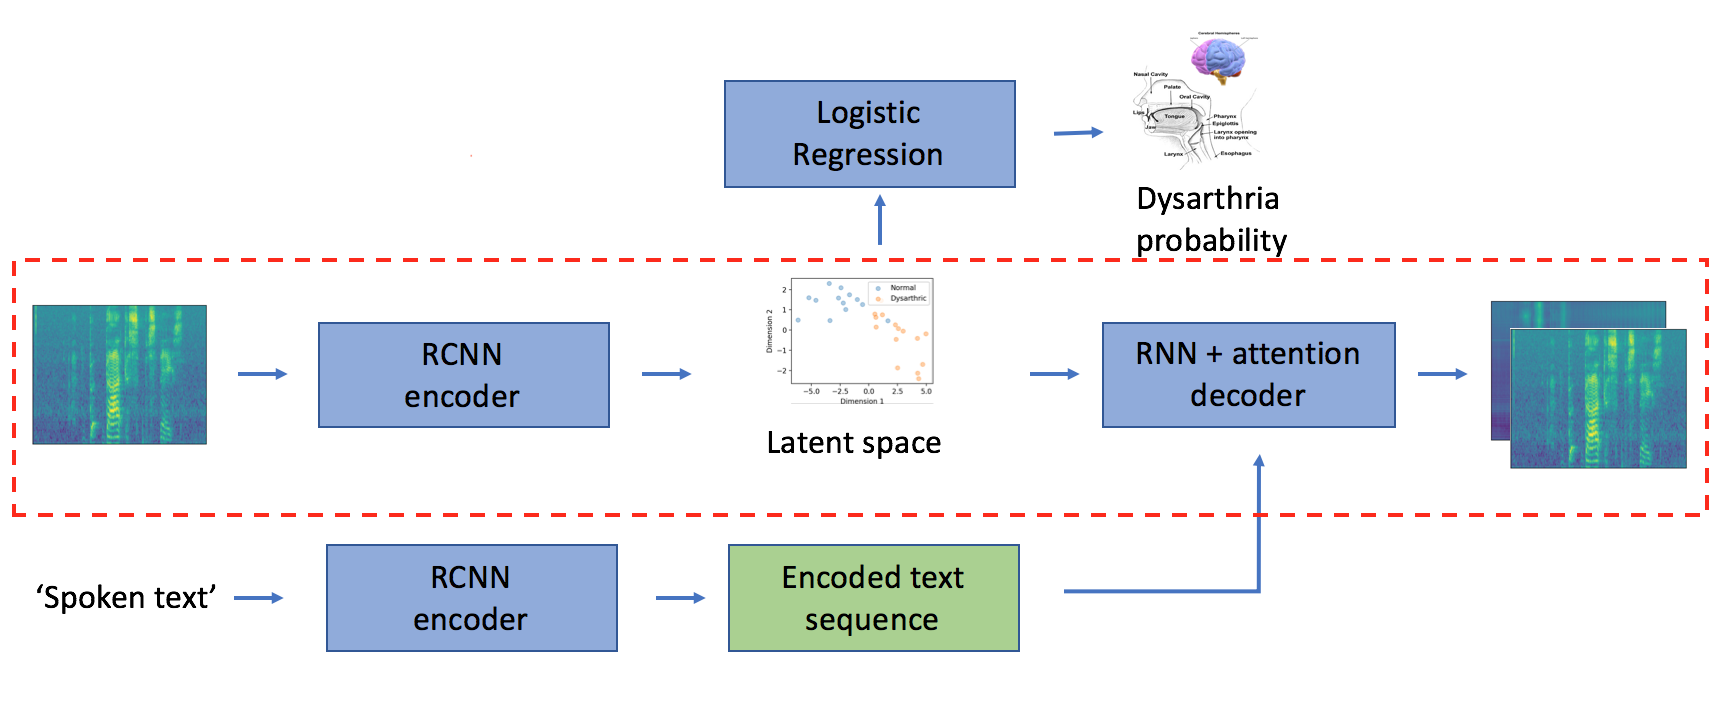 Cerebral Hemispheres
Nasal Cavity
Palate
Oral Cavity
Lips
Tongue
Jaw
Pharynx
Epiglottis
Larynx opening
into pharynx
Larynx
Esophagus
Logistic
Regression
Dysarthria
probability
Normal
Dysarthric
Dimension 2
2
1
0
−1
−2
−5.0 −2.5 0.0 2.5 5.0
Dimension 1
Latent space
RCNN
encoder
RNN + attention
decoder
‘Spoken text’
RCNN
encoder
Encoded text
sequence